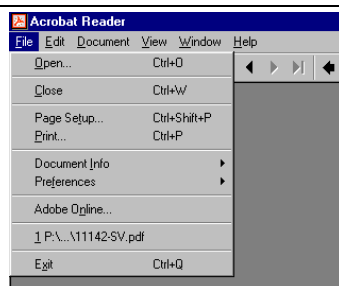 Acrobat Reader
File Edit Document View Window Help
Open... Ctrl+O
Close Ctrl+W
Page Setup... Ctrl+Shift+P
Print... Ctrl+P
Document Info
Preferences
Adobe Online...
1 P:\...\11142-SV.pdf
Exit Ctrl+Q